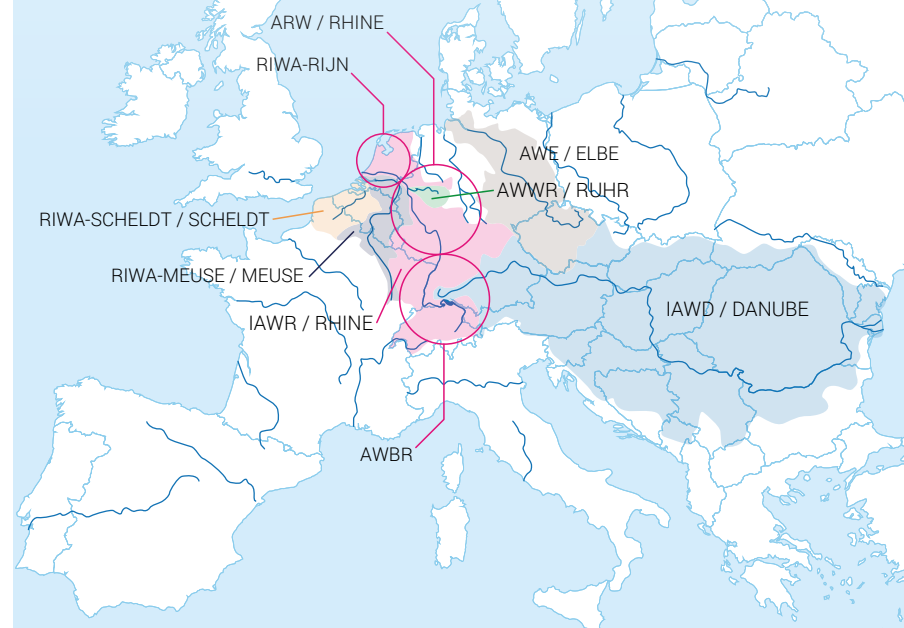 ARW / RHINE
RIWA-RIJN
AWE / ELBE
AWWR / RUHR
RIWA-SCHELDT / SCHELDT
RIWA-MEUSE / MEUSE
IAWR / RHINE
IAWD / DANUBE
AWBR